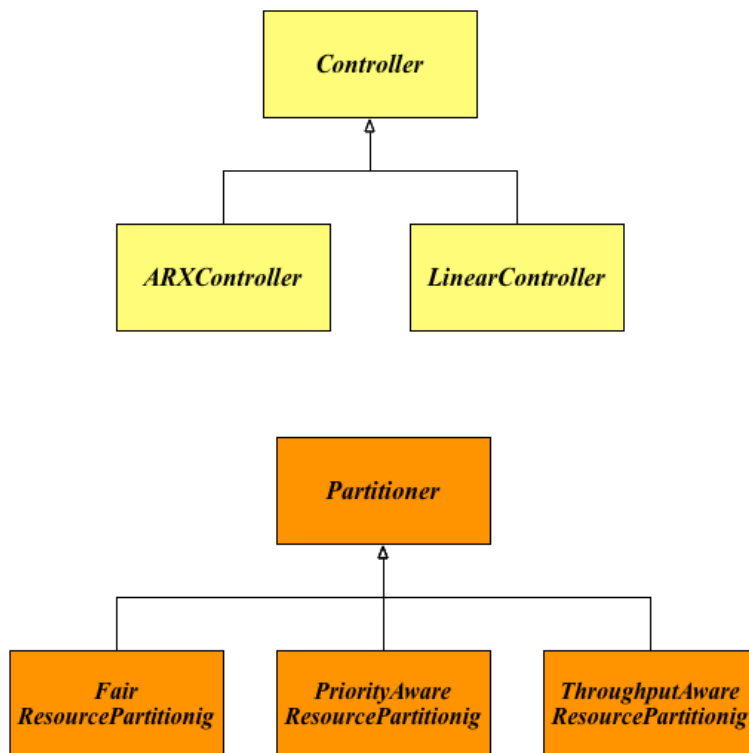 Controller
ARXController
LinearController
Partitioner
Fair
ResourcePartitionig
PriorityAware
ResourcePartitionig
ThroughputAware
ResourcePartitionig